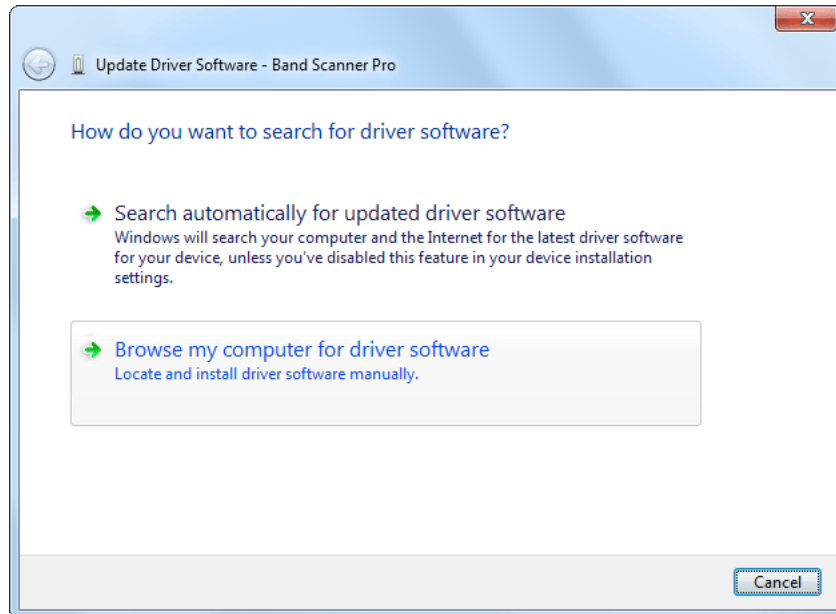 Update Driver Software - Band Scanner Pro
How do you want to search for driver software?
Search automatically for updated driver software
Windows will search your computer and the Internet for the latest driver software
for your device, unless you've disabled this feature in your device installation
settings.
Browse my computer for driver software
Locate and install driver software manually.
Cancel